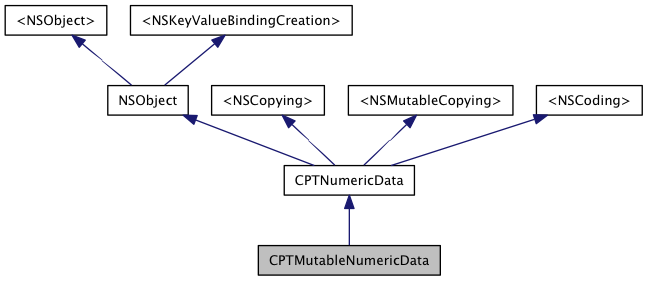 <NSObject>
<NSKeyValueBindingCreation>
NSObject
<NSCopying>
<NSMutableCopying>
<NSCoding>
CPTNumericData
CPTMutableNumericData